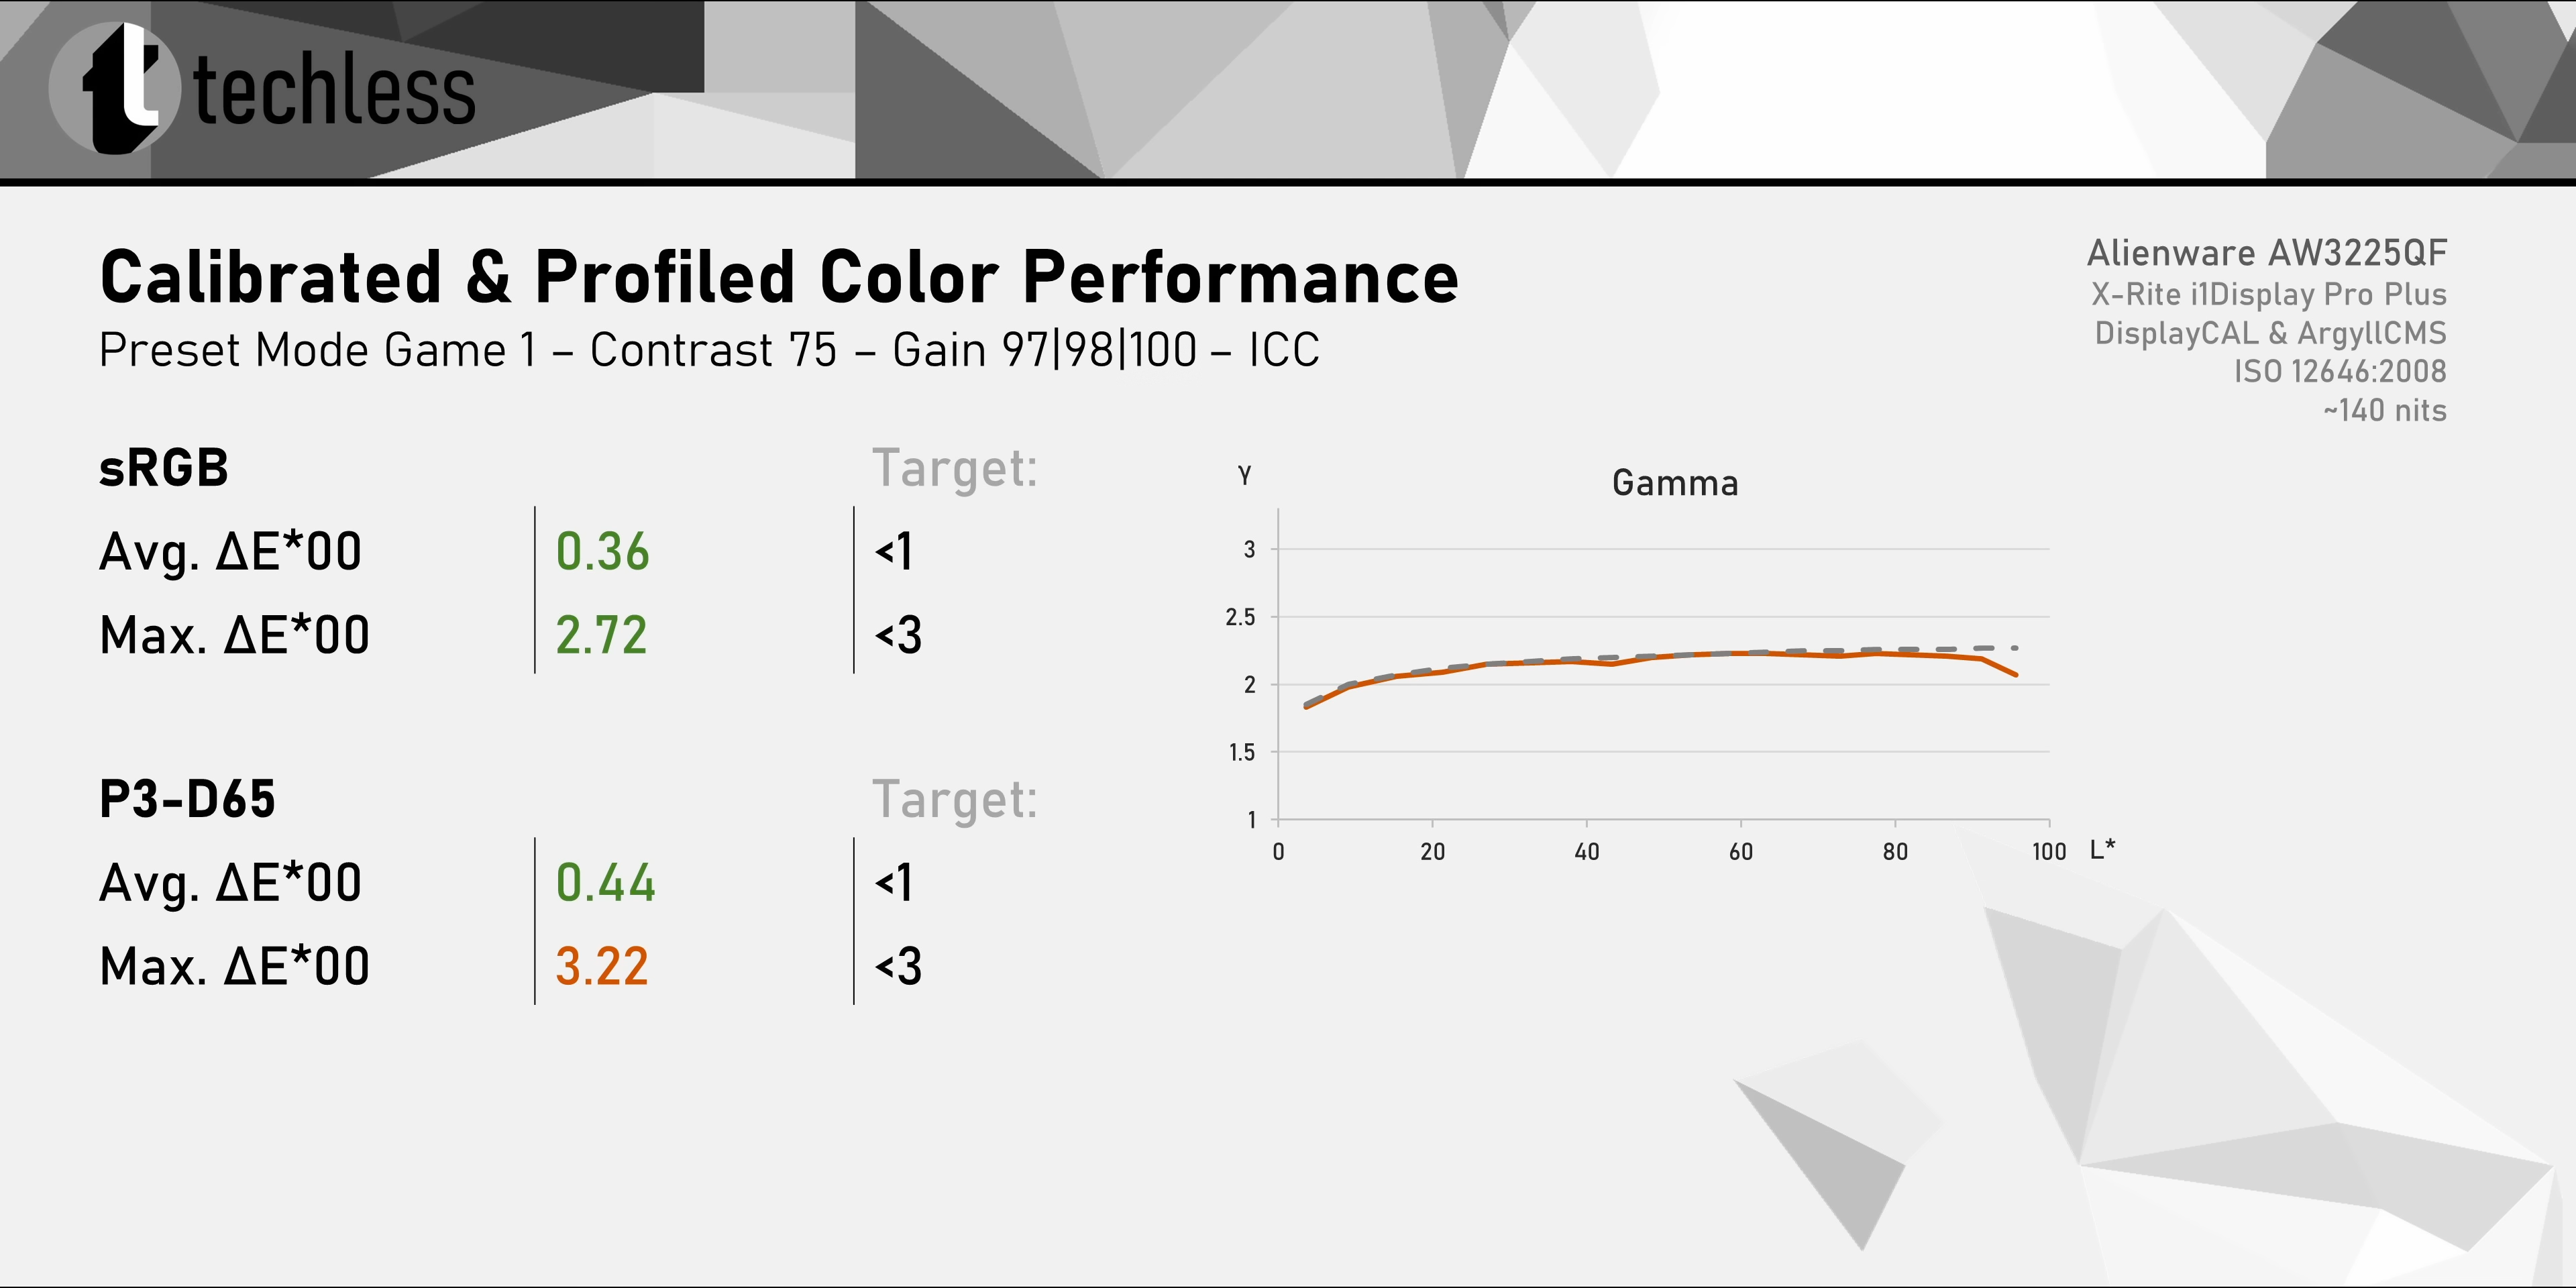 techless
Calibrated & Profiled Color Performance
Preset Mode Game 1 – Contrast 75 – Gain 97|98|100 – ICC
Alienware AW3225QF
X-Rite i1Display Pro Plus
DisplayCAL & ArgyllCMS
ISO 12646:2008
~140 nits
sRGB Target:
Avg. ΔE*00 0.36 <1
Max. ΔE*00 2.72 <3
P3-D65 Target:
Avg. ΔE*00 0.44 <1
Max. ΔE*00 3.22 <3
γ Gamma
3
2.5
2
1.5
1
0 20 40 60 80 100 L*